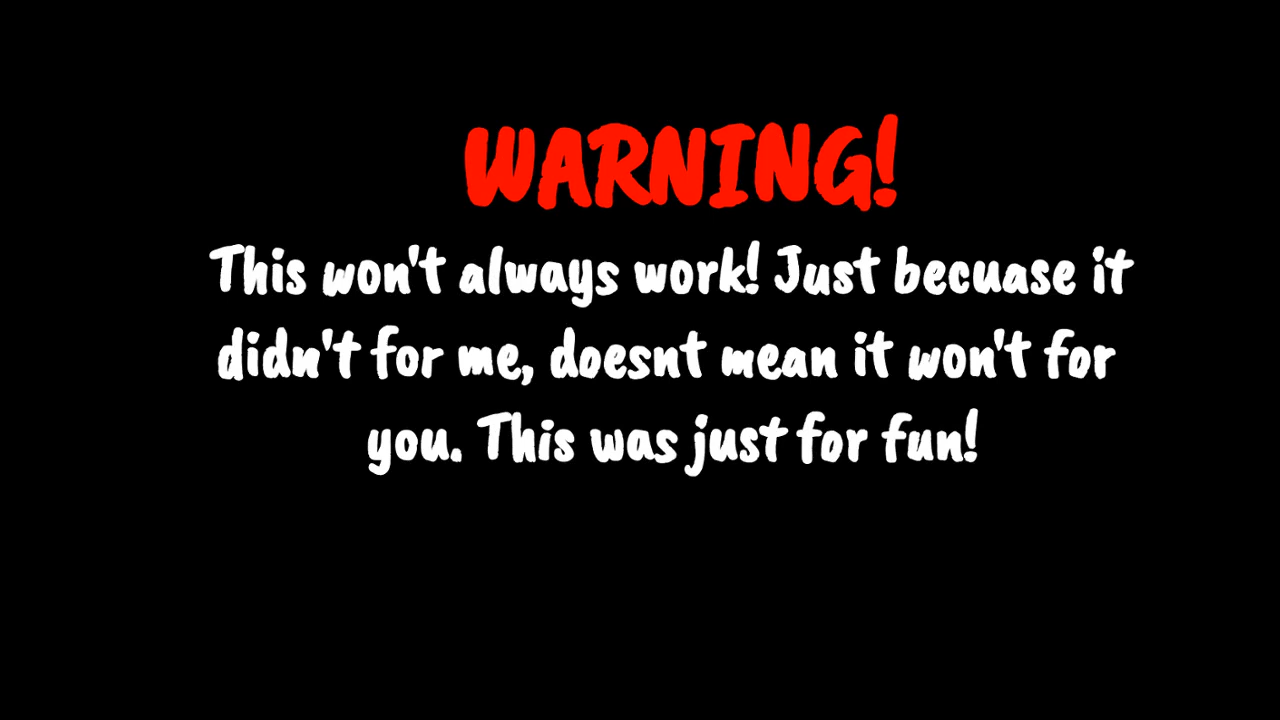 WARNING!
This won't always work! Just becuase it
didn't for me, doesnt mean it won't for
you. This was just for fun!